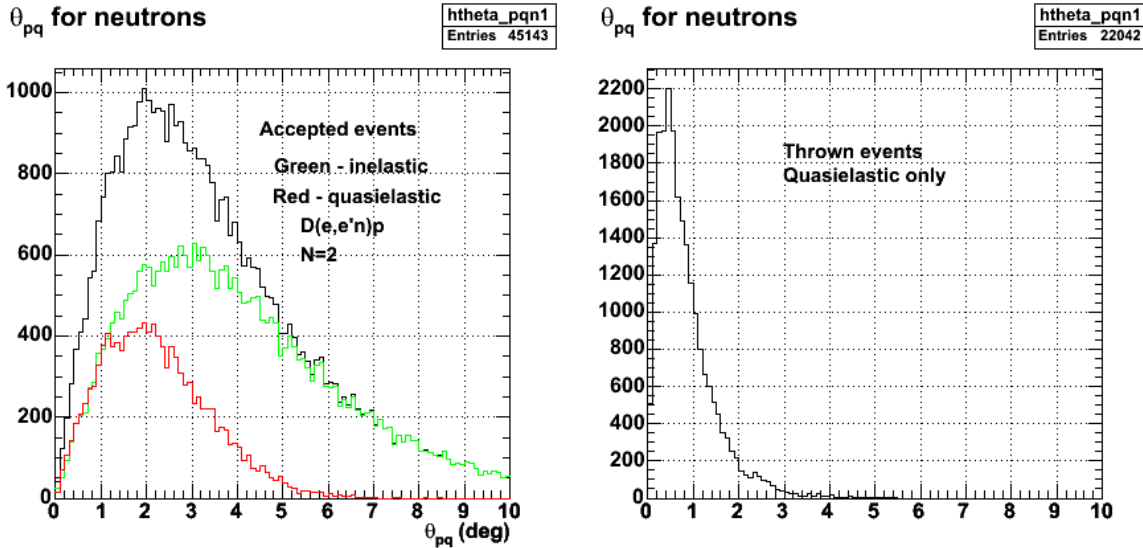 θpq for neutrons
htheta_pqn1
Entries 45143
1000
800
600
400
200
0
Accepted events
Green - inelastic
Red - quasielastic
D(e,e'n)p
N=2
0 1 2 3 4 5 6 7 8 9 10
θpq (deg)
θpq for neutrons
htheta_pqn1
Entries 22042
2200
2000
1800
1600
1400
1200
1000
800
600
400
200
0
Thrown events
Quasielastic only
0 1 2 3 4 5 6 7 8 9 10